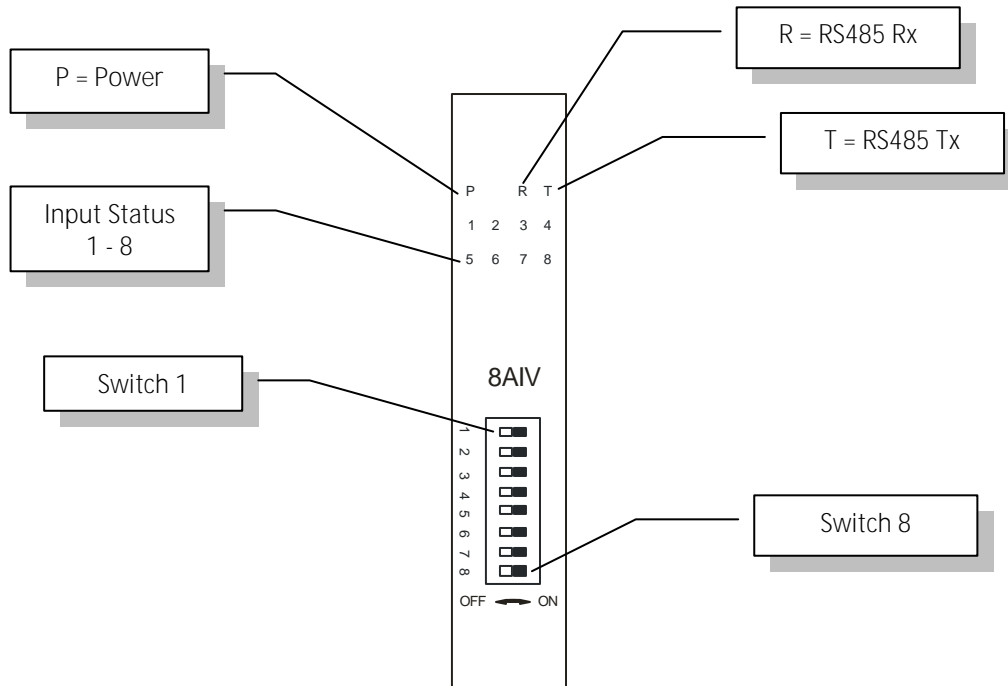 R = RS485 Rx
P = Power
T = RS485 Tx
P R T
Input Status
1 - 8
1 2 3 4
5 6 7 8
8AIV
Switch 1
1
2
3
4
5
6
7
8
Switch 8
OFF ON